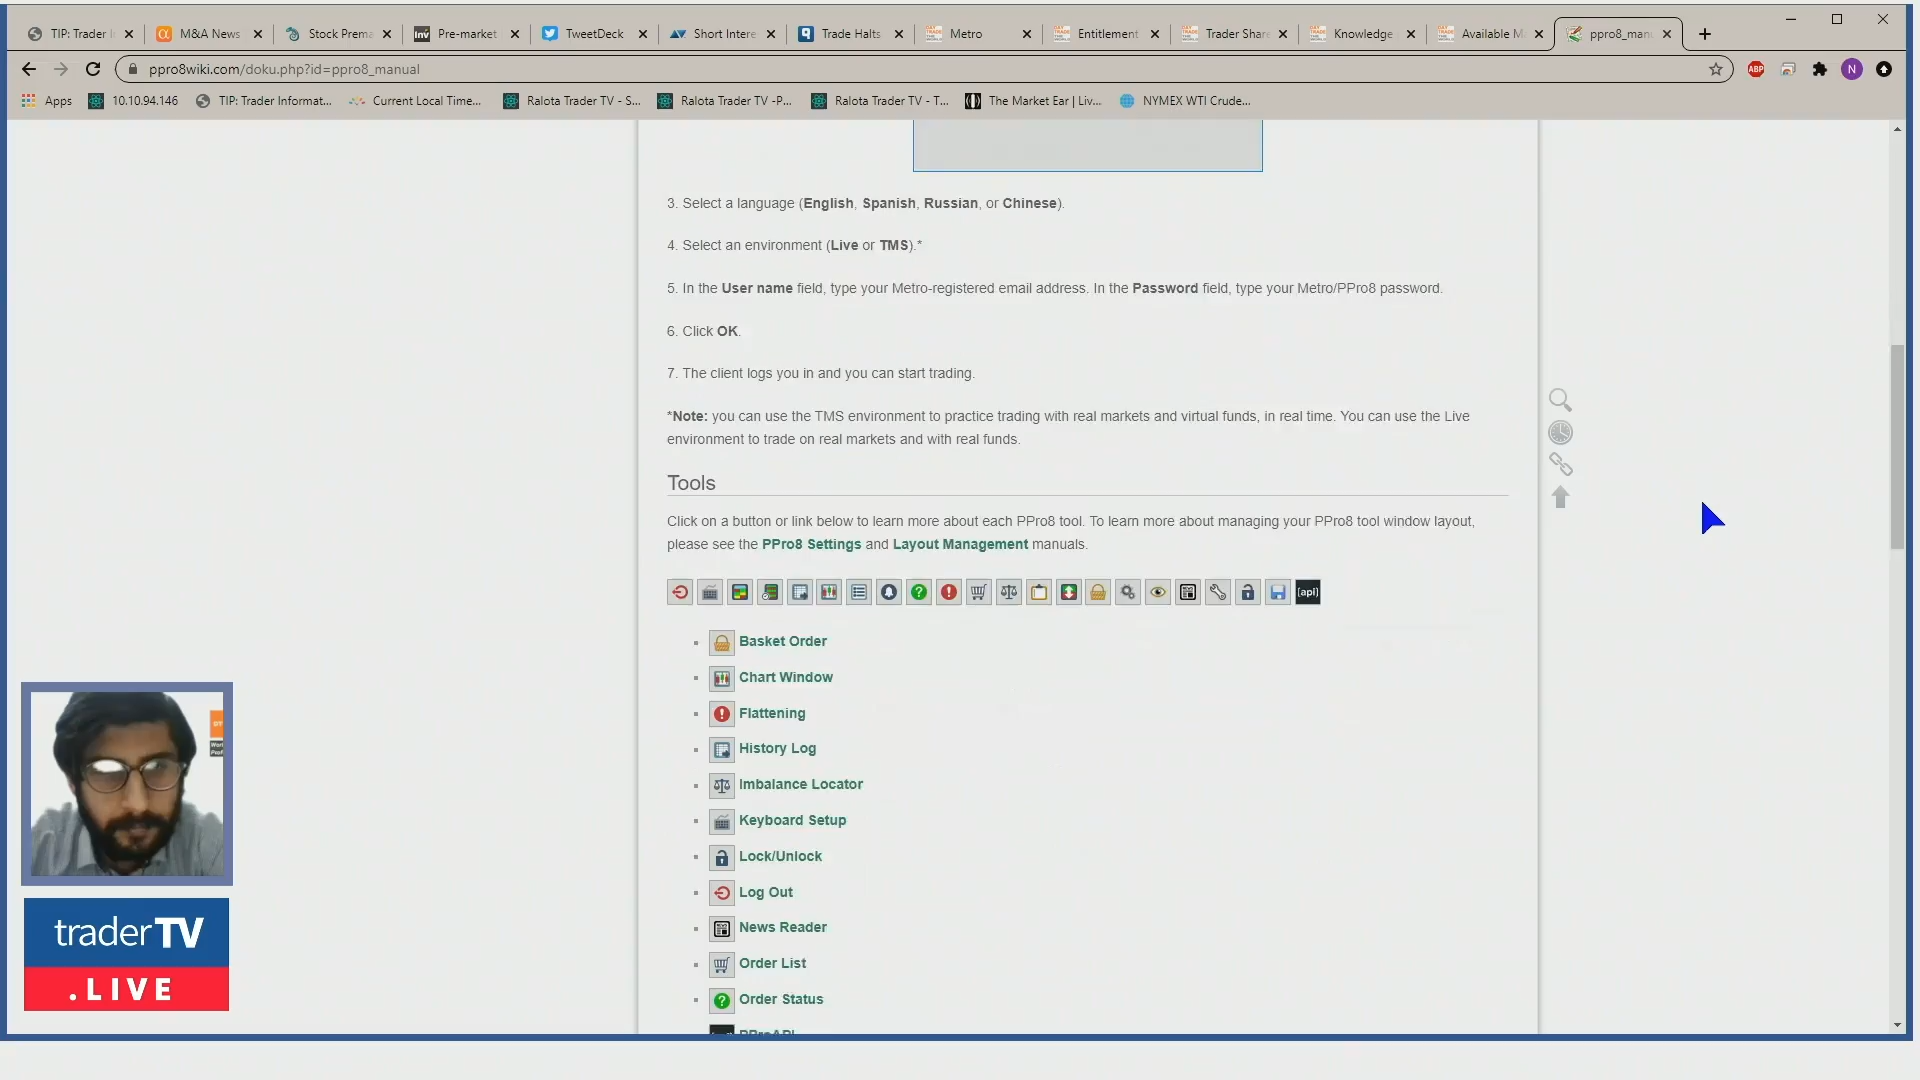 TIP: Trader I
M&A News
Stock Prema
Pre-market
TweetDeck
Short Intere
Trade Halts
Metro
Entitlement
Trader Shar
Knowledge
Available M
ppro8_manu
ppro8wiki.com/doku.php?id=ppro8_manual
ABP
N
Apps
10.10.94.146
TIP: Trader Informat...
Current Local Time...
Ralota Trader TV - S...
Ralota Trader TV -P...
Ralota Trader TV - T...
The Market Ear | Liv...
NYMEX WTI Crude...
3. Select a language (English, Spanish, Russian, or Chinese).
4. Select an environment (Live or TMS).*
5. In the User name field, type your Metro-registered email address. In the Password field, type your Metro/PPro8 password.
6. Click OK.
7. The client logs you in and you can start trading.
*Note: you can use the TMS environment to practice trading with real markets and virtual funds, in real time. You can use the Live
environment to trade on real markets and with real funds.
Tools
Click on a button or link below to learn more about each PPro8 tool. To learn more about managing your PPro8 tool window layout,
please see the PPro8 Settings and Layout Management manuals.
[api]
Basket Order
Chart Window
Flattening
History Log
Imbalance Locator
Keyboard Setup
Lock/Unlock
Log Out
News Reader
Order List
Order Status
PProAPI
traderTV
.LIVE